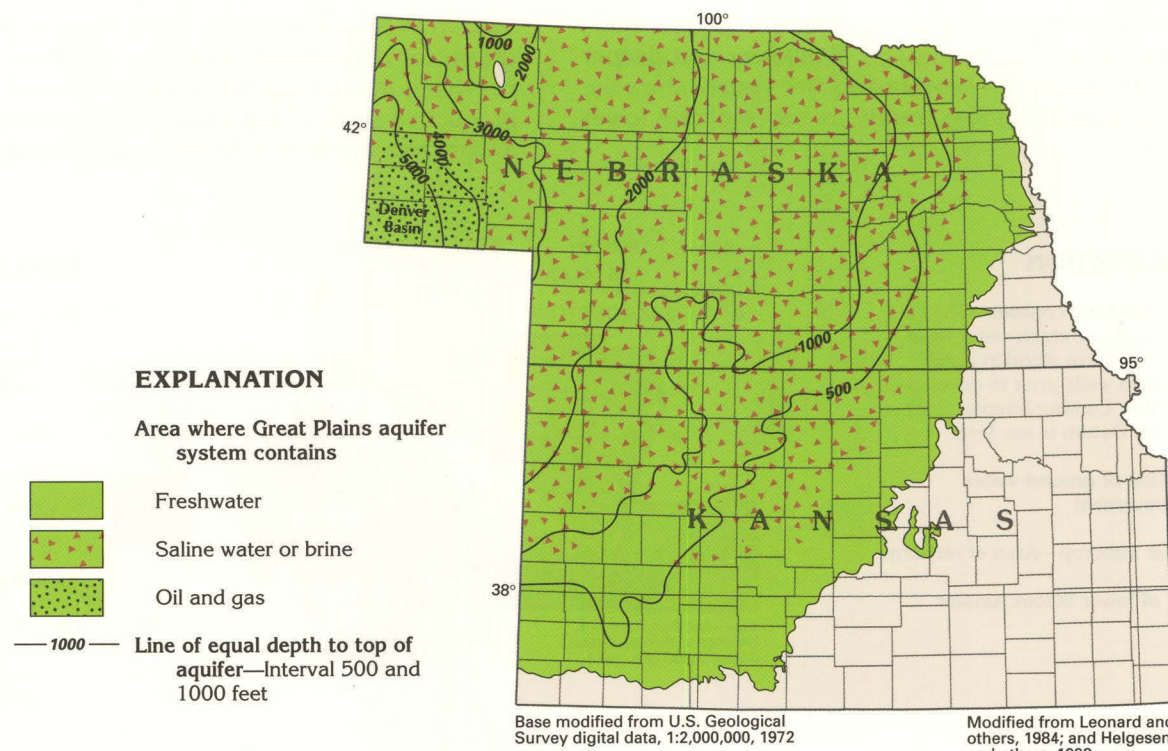 100°
1000
2000
42°
3000
4000
5000
NEBRASKA
2000
Denver
Basin
1000
95°
500
EXPLANATION
Area where Great Plains aquifer
system contains
Freshwater
Saline water or brine
KANSAS
Oil and gas
38°
1000 Line of equal depth to top of
aquifer—Interval 500 and
1000 feet
Base modified from U.S. Geological
Survey digital data, 1:2,000,000, 1972
Modified from Leonard and
others, 1984; and Helgesen